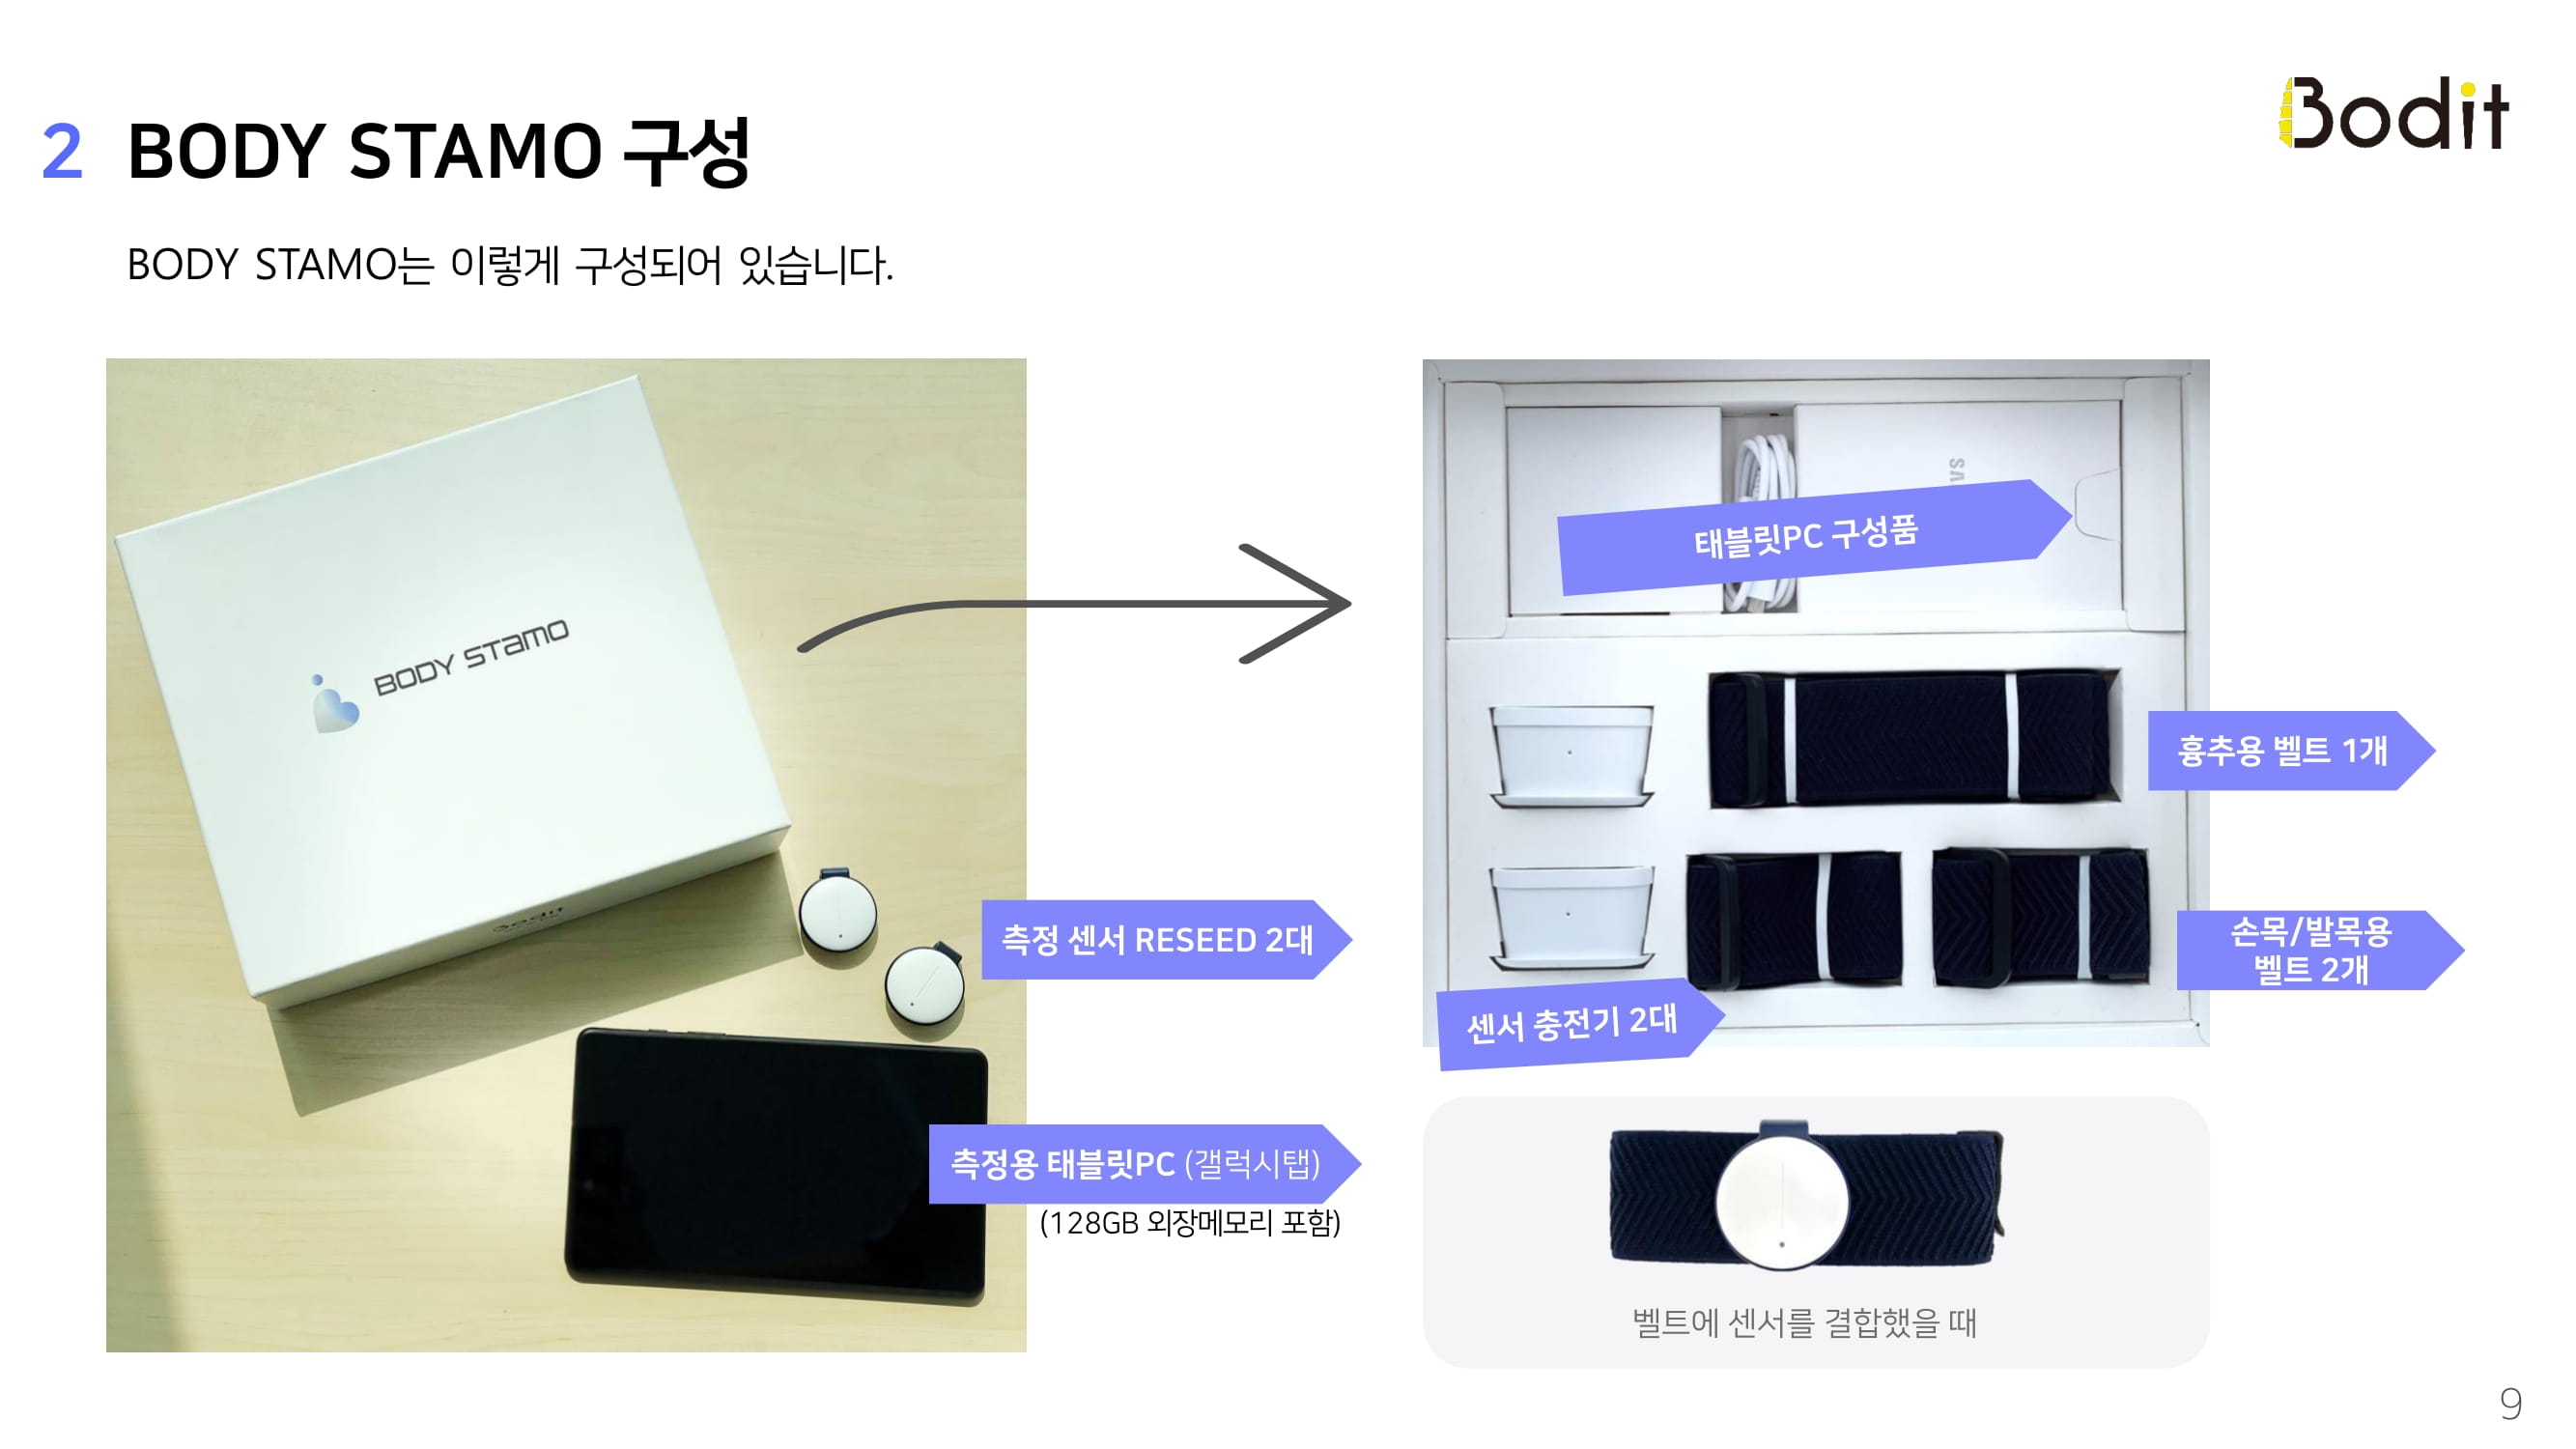 2 BODY STAMO 구성
Bodit
BODY STAMO는 이렇게 구성되어 있습니다.
BODY STAMO
Bodit
측정 센서 RESEED 2대
측정용 태블릿PC (갤럭시탭)
(128GB 외장메모리 포함)
태블릿PC 구성품
흉추용 벨트 1개
손목/발목용
벨트 2개
센서 충전기 2대
벨트에 센서를 결합했을 때
9